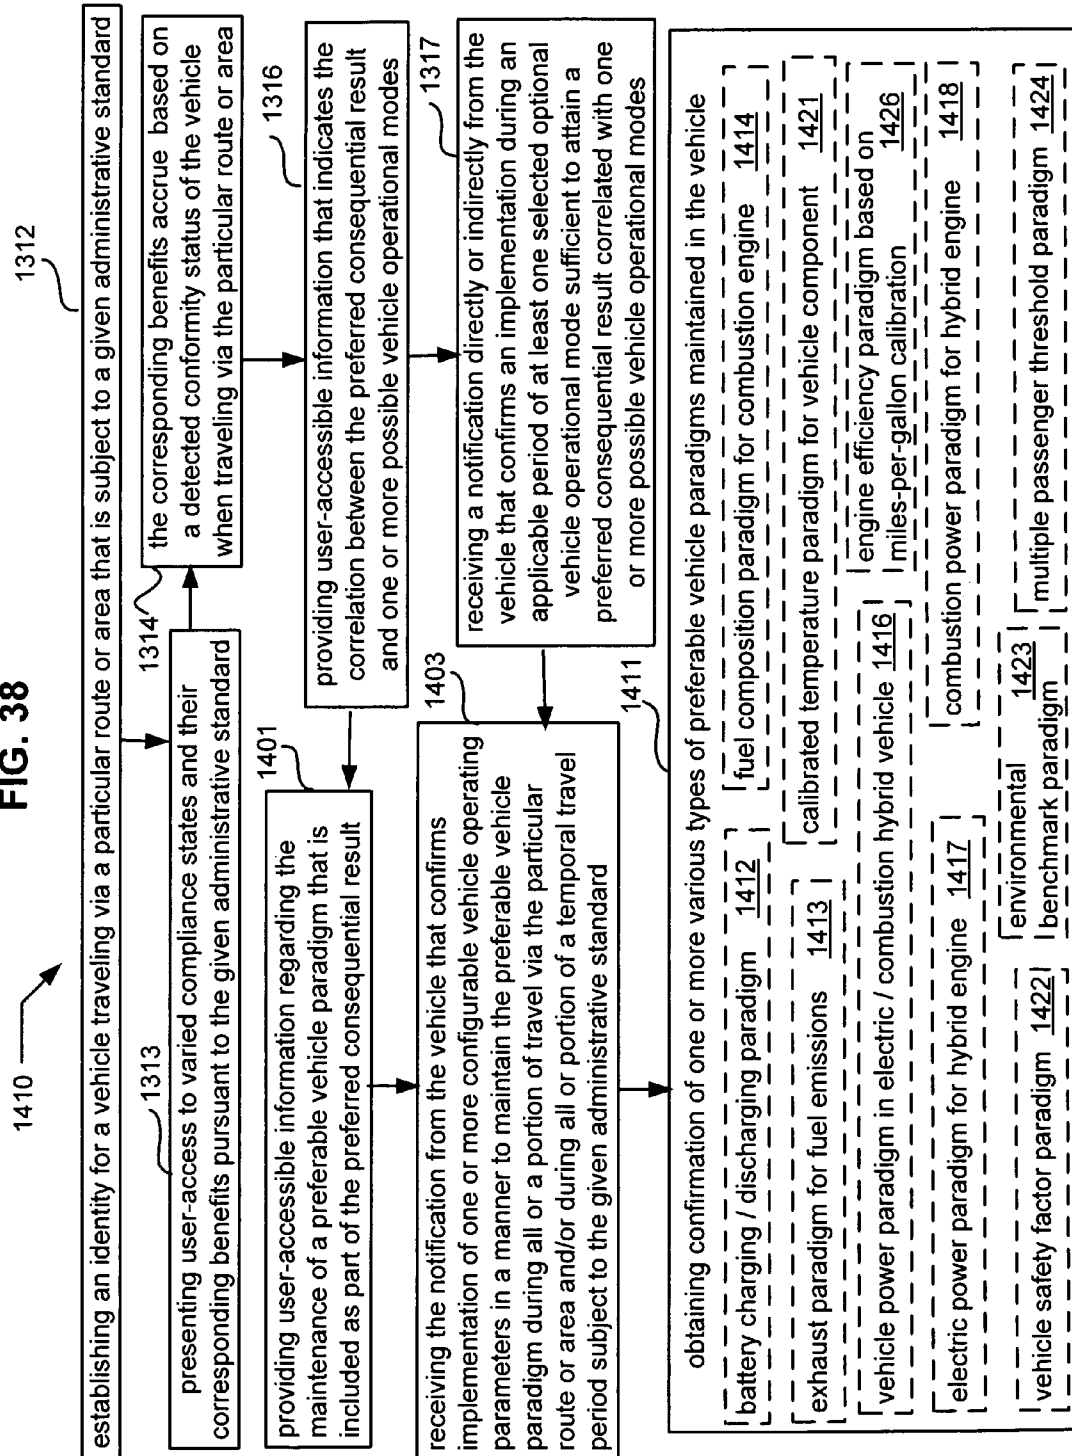 FIG. 38
1410
1312
establishing an identity for a vehicle traveling via a particular route or area that is subject to a given administrative standard
1313
presenting user-access to varied compliance states and their
corresponding benefits pursuant to the given administrative standard
1314
the corresponding benefits accrue based on
a detected conformity status of the vehicle
when traveling via the particular route or area
1316
providing user-accessible information that indicates the
correlation between the preferred consequential result
and one or more possible vehicle operational modes
1401
providing user-accessible information regarding the
maintenance of a preferable vehicle paradigm that is
included as part of the preferred consequential result
1317
receiving a notification directly or indirectly from the
vehicle that confirms an implementation during an
applicable period of at least one selected optional
vehicle operational mode sufficient to attain a
preferred consequential result correlated with one
or more possible vehicle operational modes
1403
receiving the notification from the vehicle that confirms
implementation of one or more configurable vehicle operating
parameters in a manner to maintain the preferable vehicle
paradigm during all or a portion of travel via the particular
route or area and/or during all or portion of a temporal travel
period subject to the given administrative standard
1411
obtaining confirmation of one or more various types of preferable vehicle paradigms maintained in the vehicle
battery charging / discharging paradigm 1412
fuel composition paradigm for combustion engine 1414
exhaust paradigm for fuel emissions 1413
calibrated temperature paradigm for vehicle component 1421
vehicle power paradigm in electric / combustion hybrid vehicle 1416
engine efficiency paradigm based on
miles-per-gallon calibration 1426
electric power paradigm for hybrid engine 1417
combustion power paradigm for hybrid engine 1418
vehicle safety factor paradigm 1422
environmental 1423
benchmark paradigm
multiple passenger threshold paradigm 1424